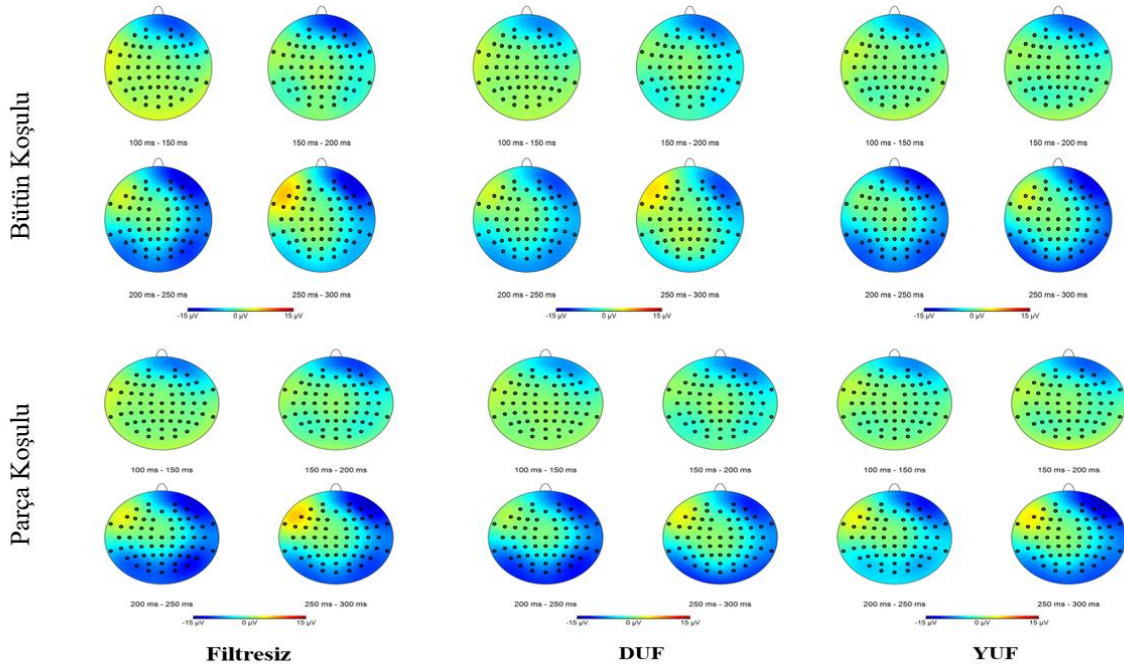 Bütün Koşulu
100 ms - 150 ms 150 ms - 200 ms 100 ms - 150 ms 150 ms - 200 ms 100 ms - 150 ms 150 ms - 200 ms
200 ms - 250 ms 250 ms - 300 ms 200 ms - 250 ms 250 ms - 300 ms 200 ms - 250 ms 250 ms - 300 ms
-15 µV 0 µV 15 µV -15 µV 0 µV 15 µV -15 µV 0 µV 15 µV
Parça Koşulu
100 ms - 150 ms 150 ms - 200 ms 100 ms - 150 ms 150 ms - 200 ms 100 ms - 150 ms 150 ms - 200 ms
200 ms - 250 ms 250 ms - 300 ms 200 ms - 250 ms 250 ms - 300 ms 200 ms - 250 ms 250 ms - 300 ms
-15 µV 0 µV 15 µV -15 µV 0 µV 15 µV -15 µV 0 µV 15 µV
Filtresiz DUF YUF